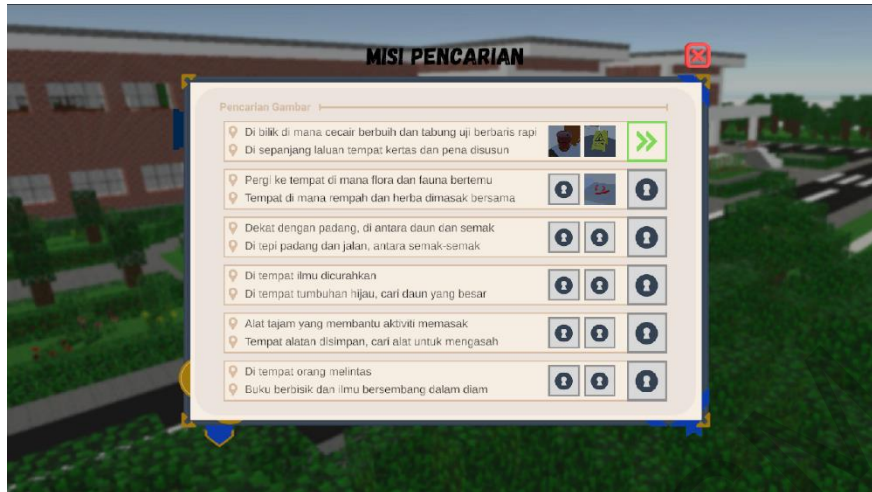 MISI PENCARIAN
Pencarian Gambar
Di bilik di mana cecair berbuih dan tabung uji berbaris rapi
Di sepanjang laluan tempat kertas dan pena disusun
Pergi ke tempat di mana flora dan fauna bertemu
Tempat di mana rempah dan herba dimasak bersama
Dekat dengan padang, di antara daun dan semak
Di tepi padang dan jalan, antara semak-semak
Di tempat ilmu dicurahkan
Di tempat tumbuhan hijau, cari daun yang besar
Alat tajam yang membantu aktiviti memasak
Tempat alatan disimpan, cari alat untuk mengasah
Di tempat orang melintas
Buku berbisik dan ilmu bersembang dalam diam